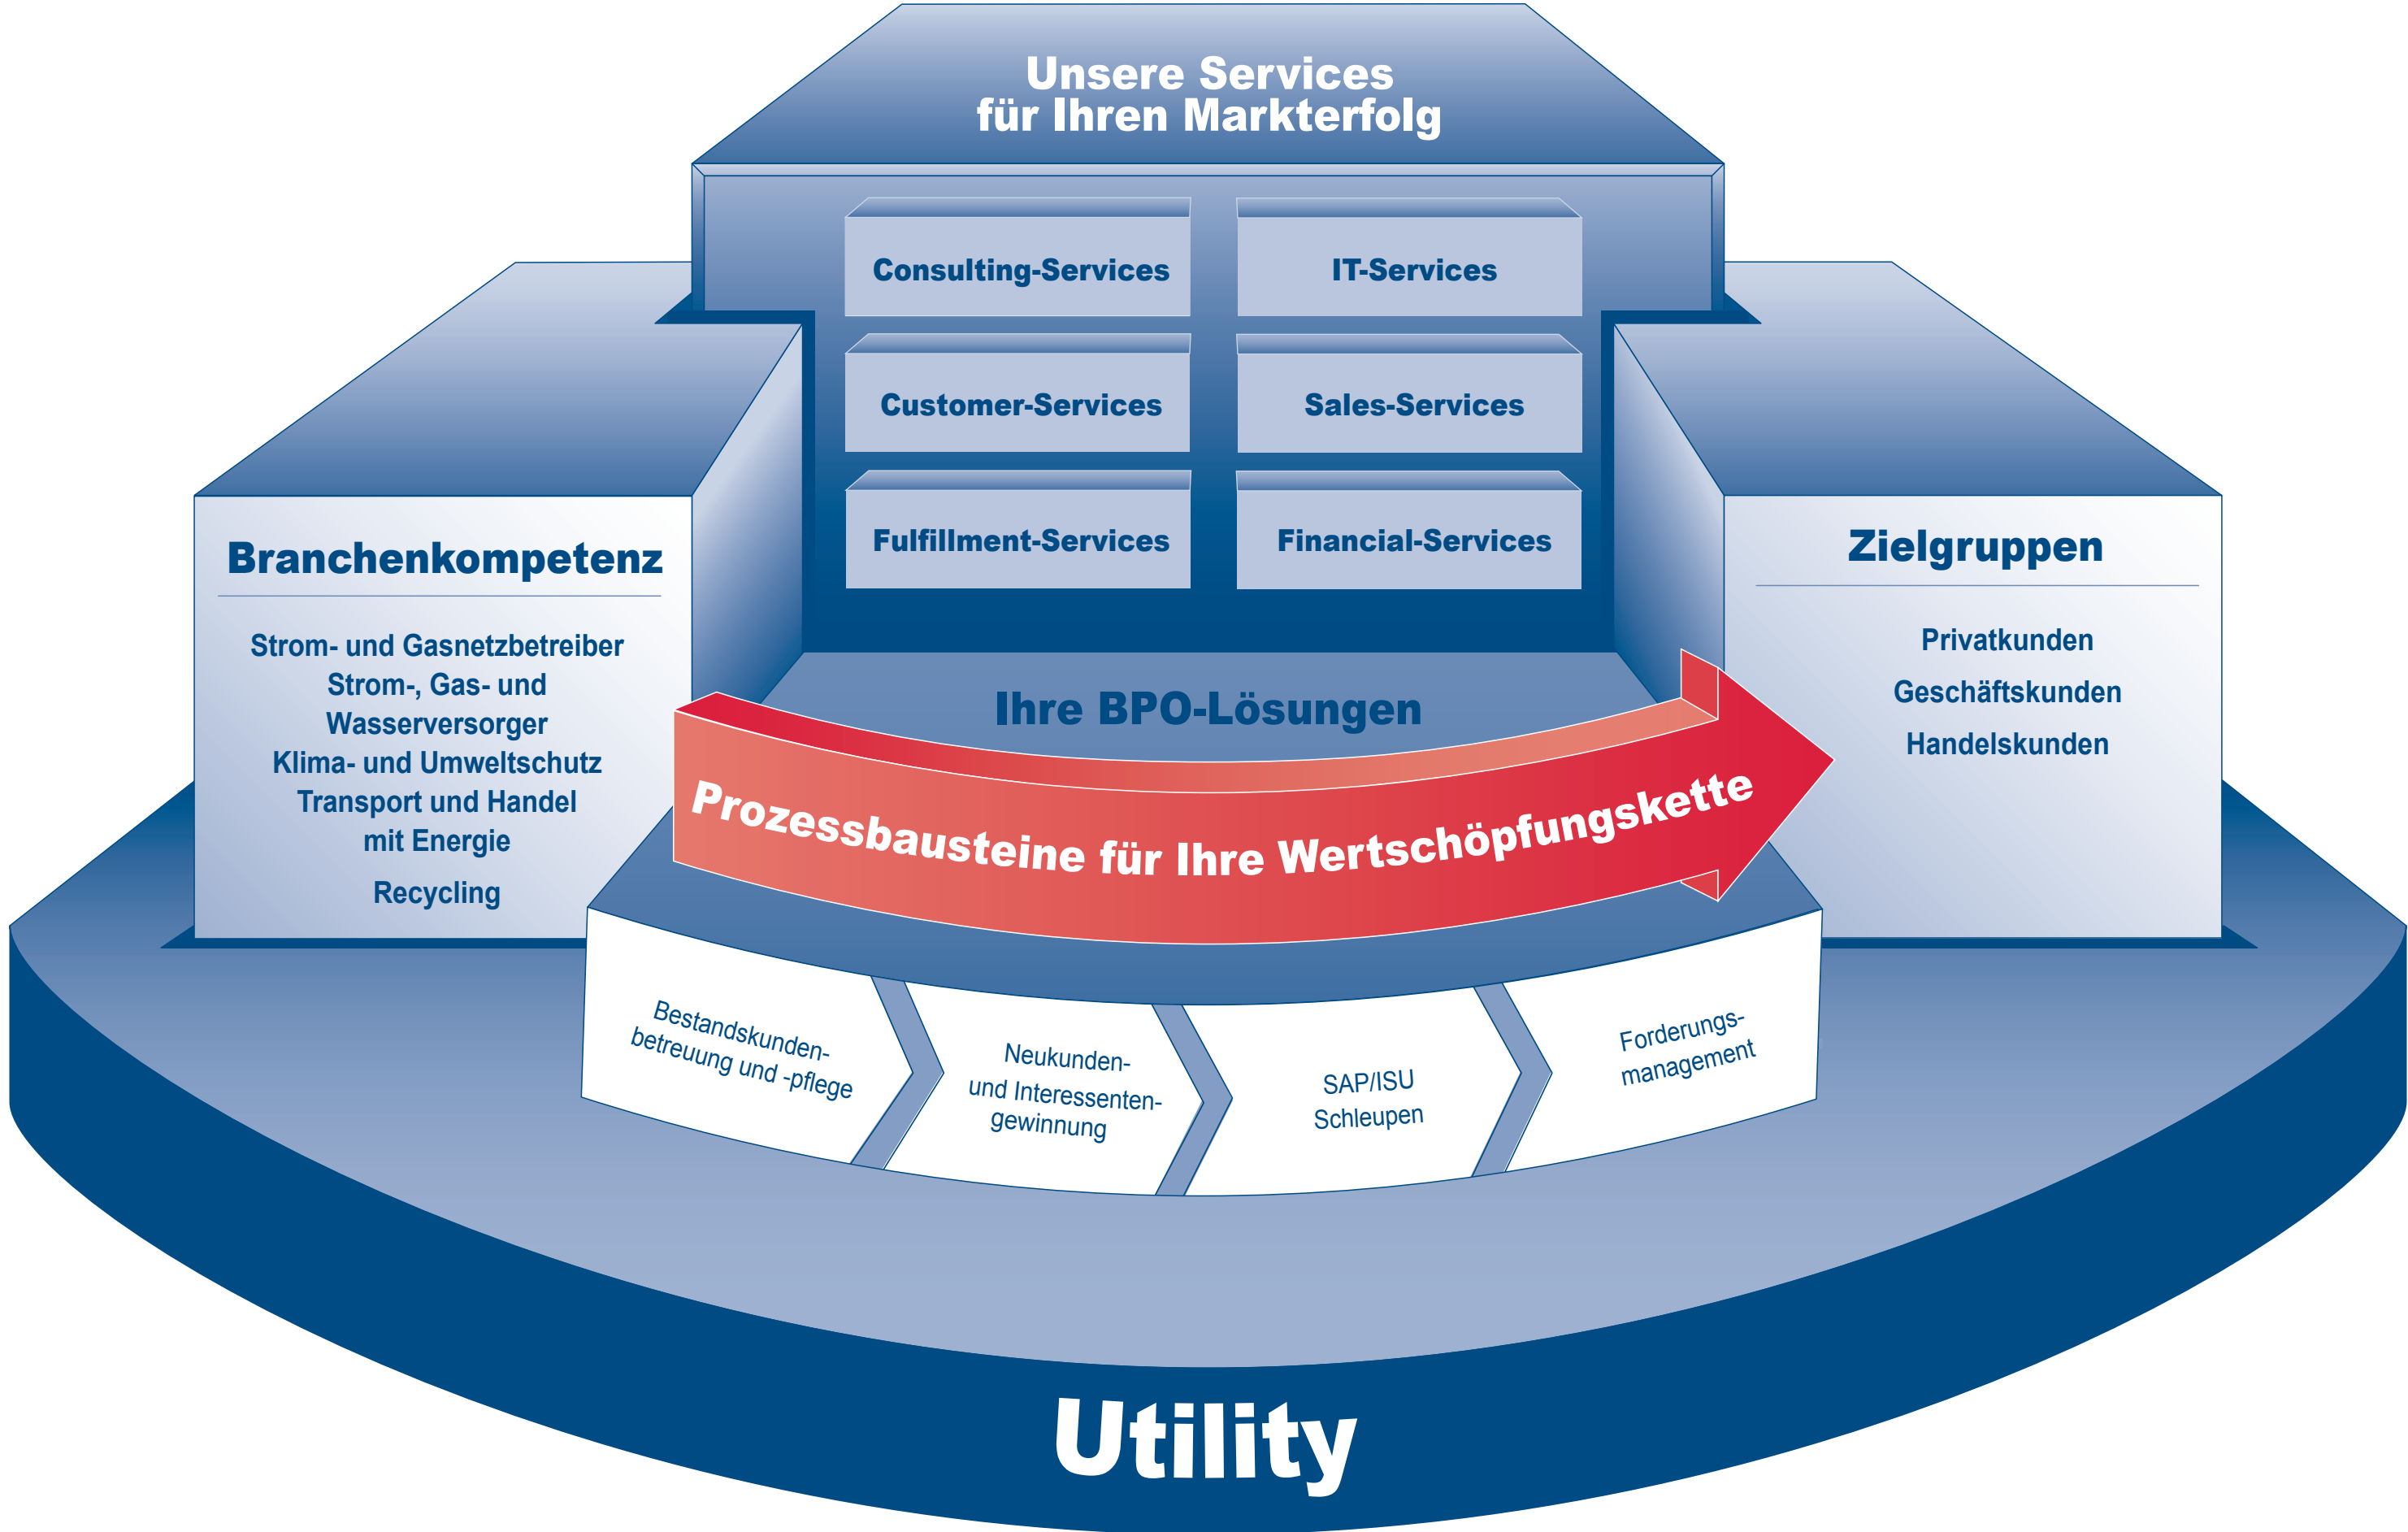 Unsere Services
für Ihren Markterfolg
Consulting-Services
IT-Services
Customer-Services
Sales-Services
Fulfillment-Services
Financial-Services
Branchenkompetenz
Strom- und Gasnetzbetreiber
Strom-, Gas- und
Wasserversorger
Klima- und Umweltschutz
Transport und Handel
mit Energie
Recycling
Zielgruppen
Privatkunden
Geschäftskunden
Handelskunden
Ihre BPO-Lösungen
Prozessbausteine für Ihre Wertschöpfungskette
Bestandskunden-
betreuung und -pflege
Neukunden-
und Interessenten-
gewinnung
SAP/ISU
Schleupen
Forderungs-
management
Utility